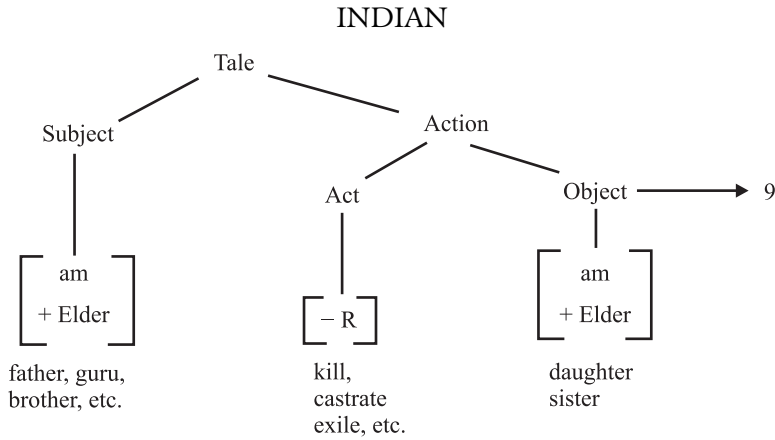 INDIAN
Tale
Subject
Action
Act
Object
9
am
+ Elder
father, guru,
brother, etc.
– R
kill,
castrate
exile, etc.
am
+ Elder
daughter
sister